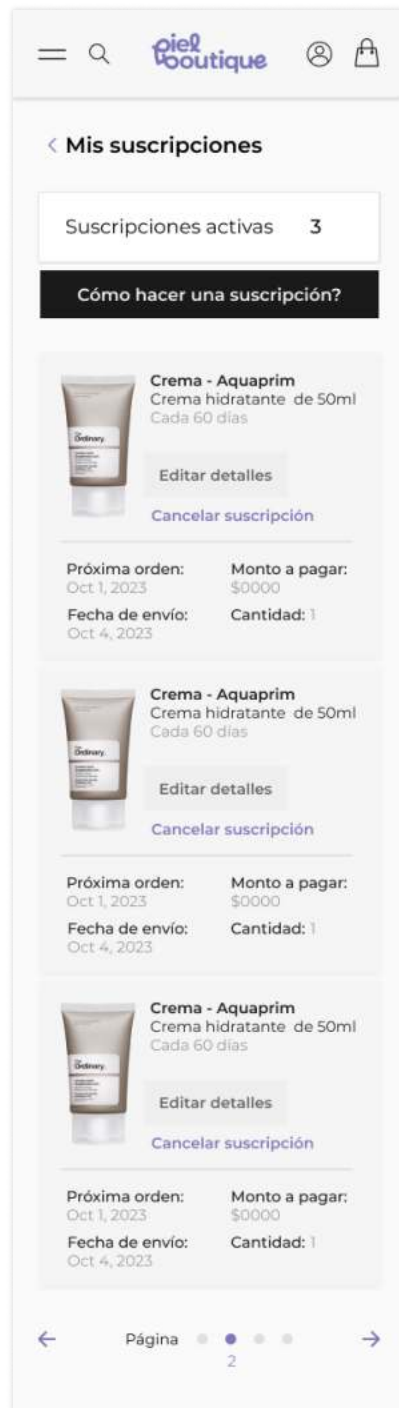 piel
boutique
Mis suscripciones
Suscripciones activas 3
Cómo hacer una suscripción?
Crema - Aquaprim
Crema hidratante de 50ml
Cada 60 días
Ordinary.
Editar detalles
Cancelar suscripción
Próxima orden: Monto a pagar:
Oct 1, 2023 $0000
Fecha de envío: Cantidad: 1
Oct 4, 2023
Crema - Aquaprim
Crema hidratante de 50ml
Cada 60 días
Ordinary.
Editar detalles
Cancelar suscripción
Próxima orden: Monto a pagar:
Oct 1, 2023 $0000
Fecha de envío: Cantidad: 1
Oct 4, 2023
Crema - Aquaprim
Crema hidratante de 50ml
Cada 60 días
Ordinary.
Editar detalles
Cancelar suscripción
Próxima orden: Monto a pagar:
Oct 1, 2023 $0000
Fecha de envío: Cantidad: 1
Oct 4, 2023
Página
2